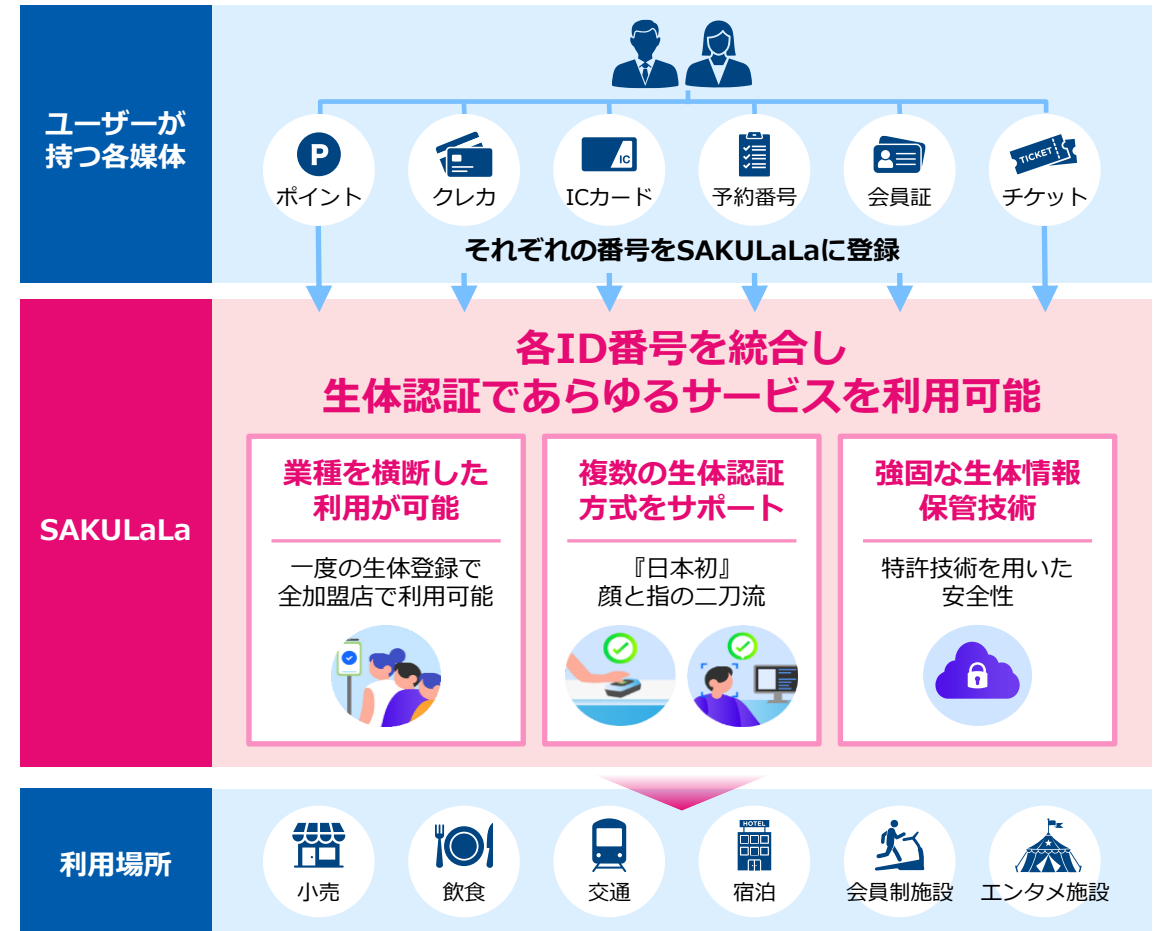 ユーザーが
持つ各媒体
P
IC
TICKET
ポイント
クレカ
ICカード
予約番号
会員証
チケット
それぞれの番号をSAKULaLaに登録
SAKULaLa
各ID番号を統合し
生体認証であらゆるサービスを利用可能
業種を横断した
利用が可能
一度の生体登録で
全加盟店で利用可能
複数の生体認証
方式をサポート
『日本初』
顔と指の二刀流
強固な生体情報
保管技術
特許技術を用いた
安全性
利用場所
HOTEL
小売
飲食
交通
宿泊
会員制施設
エンタメ施設